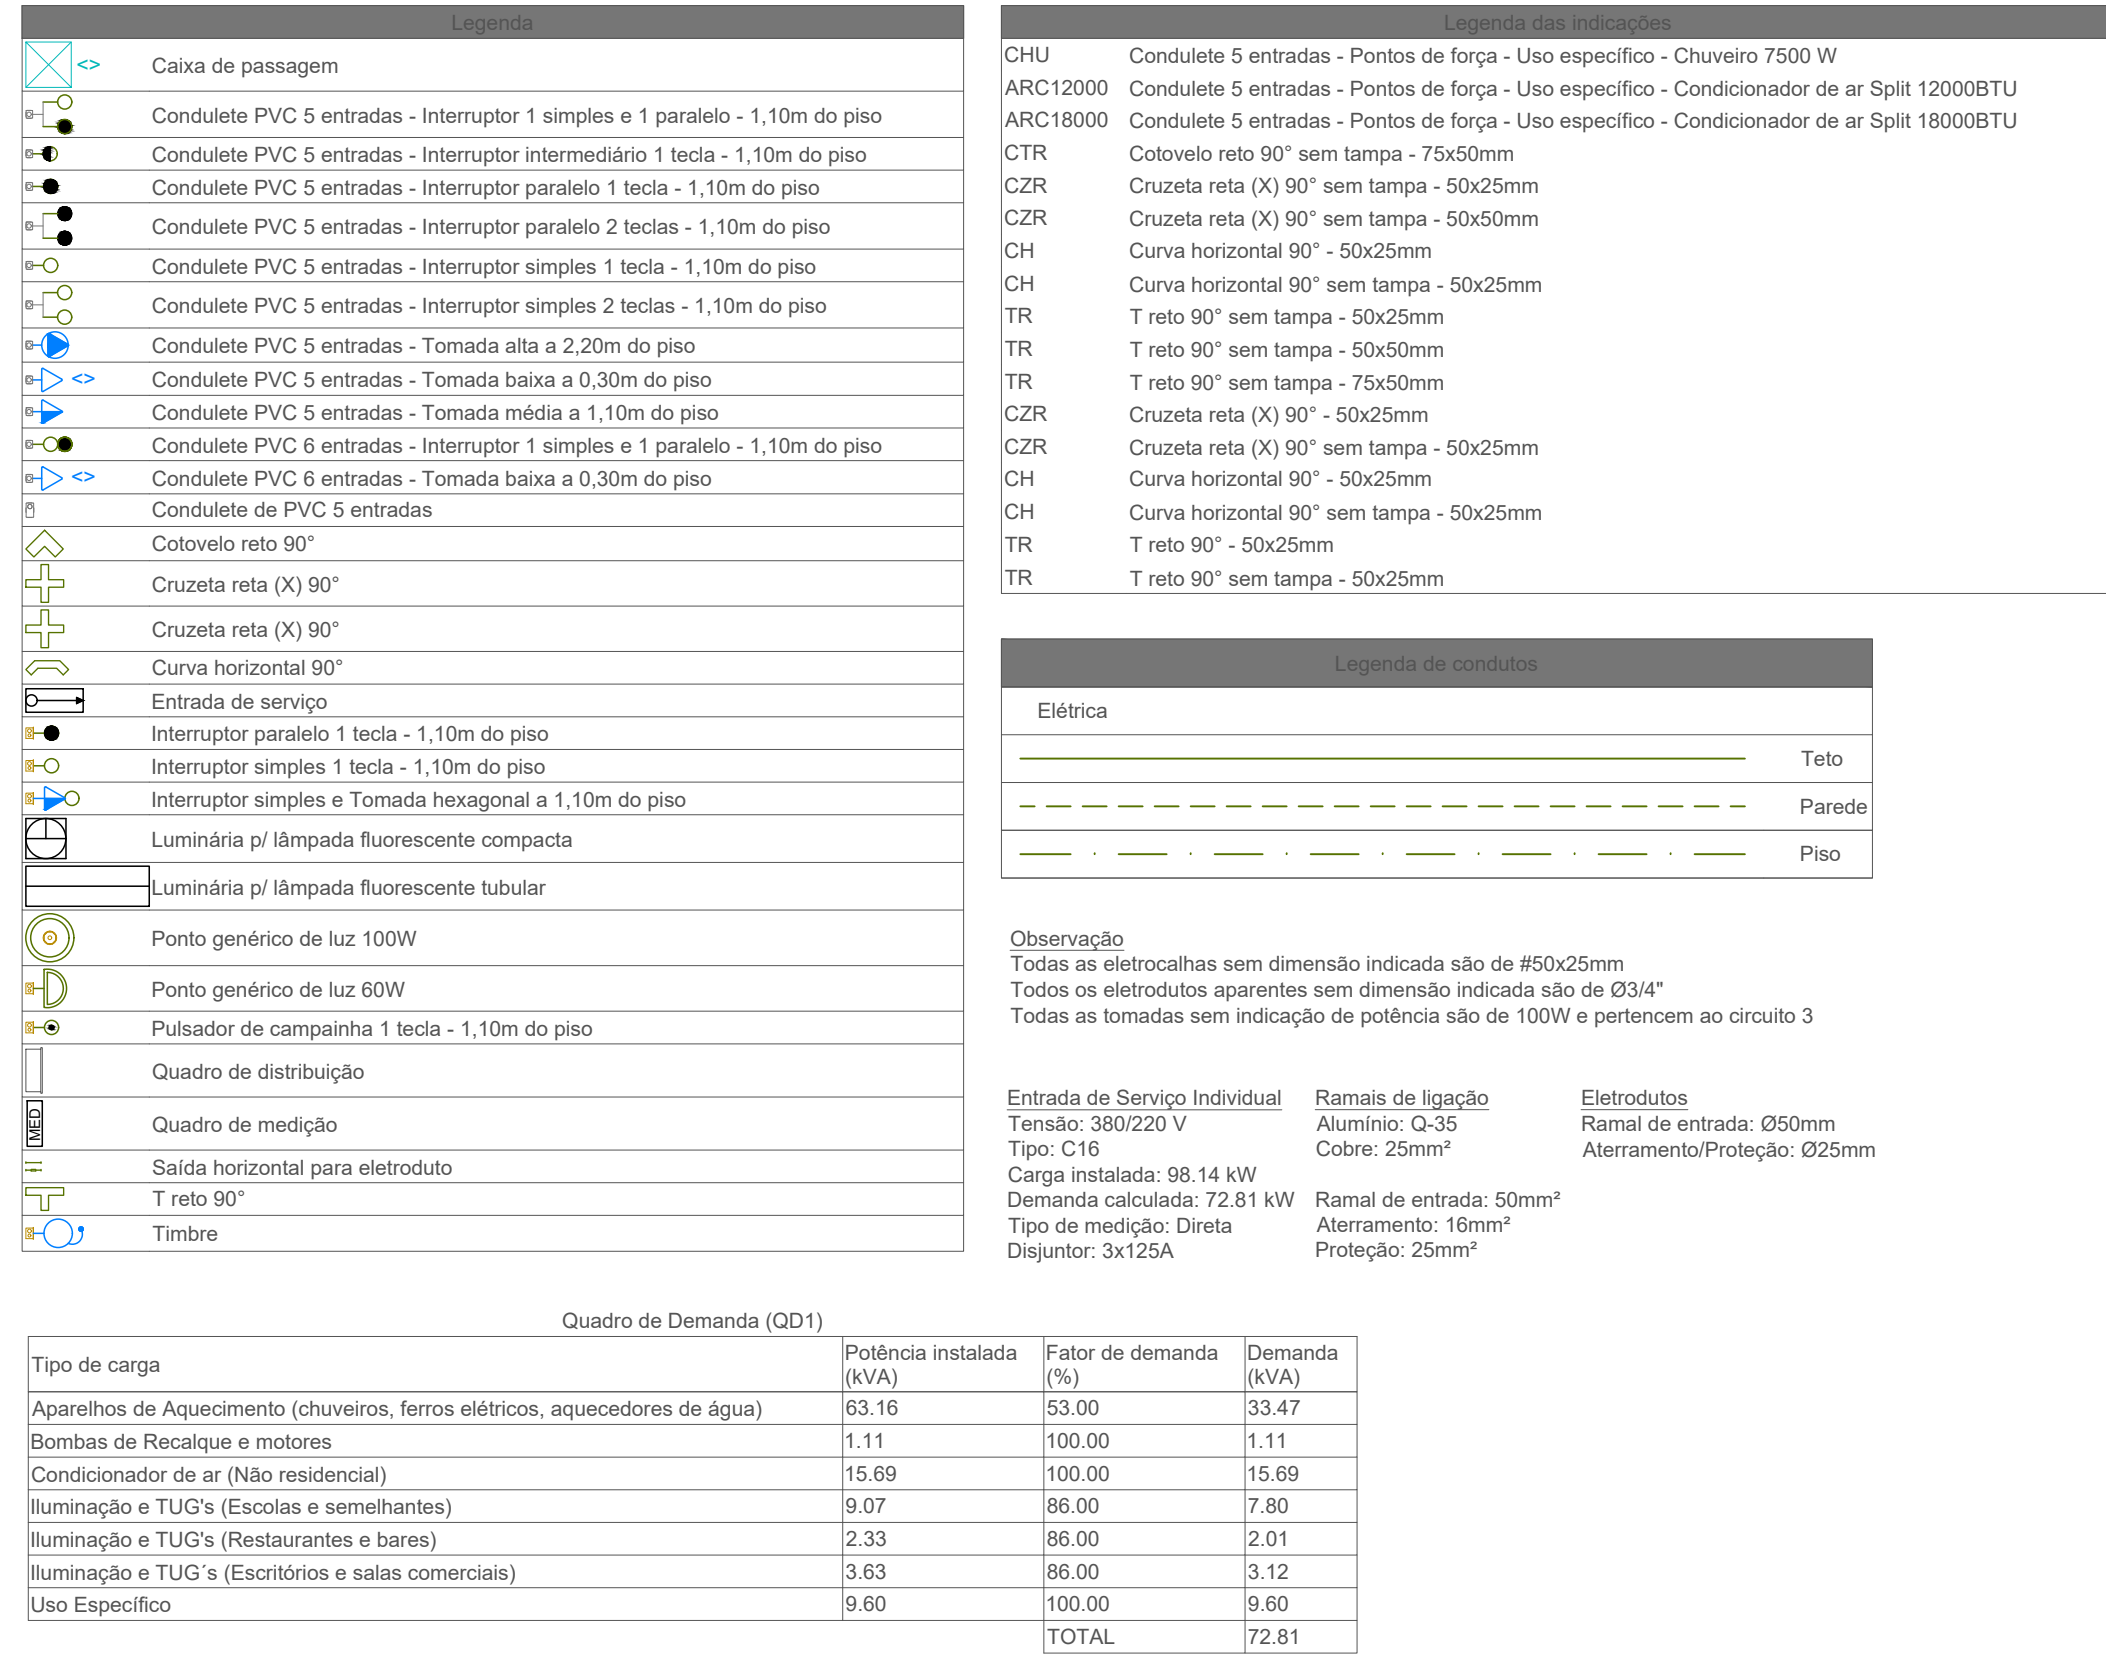 Legenda
<>
Caixa de passagem
Condulete PVC 5 entradas - Interruptor 1 simples e 1 paralelo - 1,10m do piso
Condulete PVC 5 entradas - Interruptor intermediário 1 tecla - 1,10m do piso
Condulete PVC 5 entradas - Interruptor paralelo 1 tecla - 1,10m do piso
Condulete PVC 5 entradas - Interruptor paralelo 2 teclas - 1,10m do piso
Condulete PVC 5 entradas - Interruptor simples 1 tecla - 1,10m do piso
Condulete PVC 5 entradas - Interruptor simples 2 teclas - 1,10m do piso
Condulete PVC 5 entradas - Tomada alta a 2,20m do piso
<> Condulete PVC 5 entradas - Tomada baixa a 0,30m do piso
Condulete PVC 5 entradas - Tomada média a 1,10m do piso
Condulete PVC 6 entradas - Interruptor 1 simples e 1 paralelo - 1,10m do piso
<> Condulete PVC 6 entradas - Tomada baixa a 0,30m do piso
Condulete de PVC 5 entradas
Cotovelo reto 90°
Cruzeta reta (X) 90°
Cruzeta reta (X) 90°
Curva horizontal 90°
Entrada de serviço
Interruptor paralelo 1 tecla - 1,10m do piso
Interruptor simples 1 tecla - 1,10m do piso
Interruptor simples e Tomada hexagonal a 1,10m do piso
Luminária p/ lâmpada fluorescente compacta
Luminária p/ lâmpada fluorescente tubular
Ponto genérico de luz 100W
Ponto genérico de luz 60W
Pulsador de campainha 1 tecla - 1,10m do piso
Quadro de distribuição
MED Quadro de medição
Saída horizontal para eletroduto
T reto 90°
Timbre
Legenda das indicações
CHU Condulete 5 entradas - Pontos de força - Uso específico - Chuveiro 7500 W
ARC12000 Condulete 5 entradas - Pontos de força - Uso específico - Condicionador de ar Split 12000BTU
ARC18000 Condulete 5 entradas - Pontos de força - Uso específico - Condicionador de ar Split 18000BTU
CTR Cotovelo reto 90° sem tampa - 75x50mm
CZR Cruzeta reta (X) 90° sem tampa - 50x25mm
CZR Cruzeta reta (X) 90° sem tampa - 50x50mm
CH Curva horizontal 90° - 50x25mm
CH Curva horizontal 90° sem tampa - 50x25mm
TR T reto 90° sem tampa - 50x25mm
TR T reto 90° sem tampa - 50x50mm
TR T reto 90° sem tampa - 75x50mm
CZR Cruzeta reta (X) 90° - 50x25mm
CZR Cruzeta reta (X) 90° sem tampa - 50x25mm
CH Curva horizontal 90° - 50x25mm
CH Curva horizontal 90° sem tampa - 50x25mm
TR T reto 90° - 50x25mm
TR T reto 90° sem tampa - 50x25mm
Legenda de condutos
Elétrica
Teto
Parede
Piso
Observação
Todas as eletrocalhas sem dimensão indicada são de #50x25mm
Todos os eletrodutos aparentes sem dimensão indicada são de Ø3/4"
Todas as tomadas sem indicação de potência são de 100W e pertencem ao circuito 3
Entrada de Serviço Individual
Tensão: 380/220 V
Tipo: C16
Carga instalada: 98.14 kW
Demanda calculada: 72.81 kW
Tipo de medição: Direta
Disjuntor: 3x125A
Ramais de ligação
Alumínio: Q-35
Cobre: 25mm²
Ramal de entrada: 50mm²
Aterramento: 16mm²
Proteção: 25mm²
Eletrodutos
Ramal de entrada: Ø50mm
Aterramento/Proteção: Ø25mm
Quadro de Demanda (QD1)
Tipo de carga Potência instalada (kVA) Fator de demanda (%) Demanda (kVA)
Aparelhos de Aquecimento (chuveiros, ferros elétricos, aquecedores de água) 63.16 53.00 33.47
Bombas de Recalque e motores 1.11 100.00 1.11
Condicionador de ar (Não residencial) 15.69 100.00 15.69
Iluminação e TUG's (Escolas e semelhantes) 9.07 86.00 7.80
Iluminação e TUG's (Restaurantes e bares) 2.33 86.00 2.01
Iluminação e TUG´s (Escritórios e salas comerciais) 3.63 86.00 3.12
Uso Específico 9.60 100.00 9.60
TOTAL 72.81